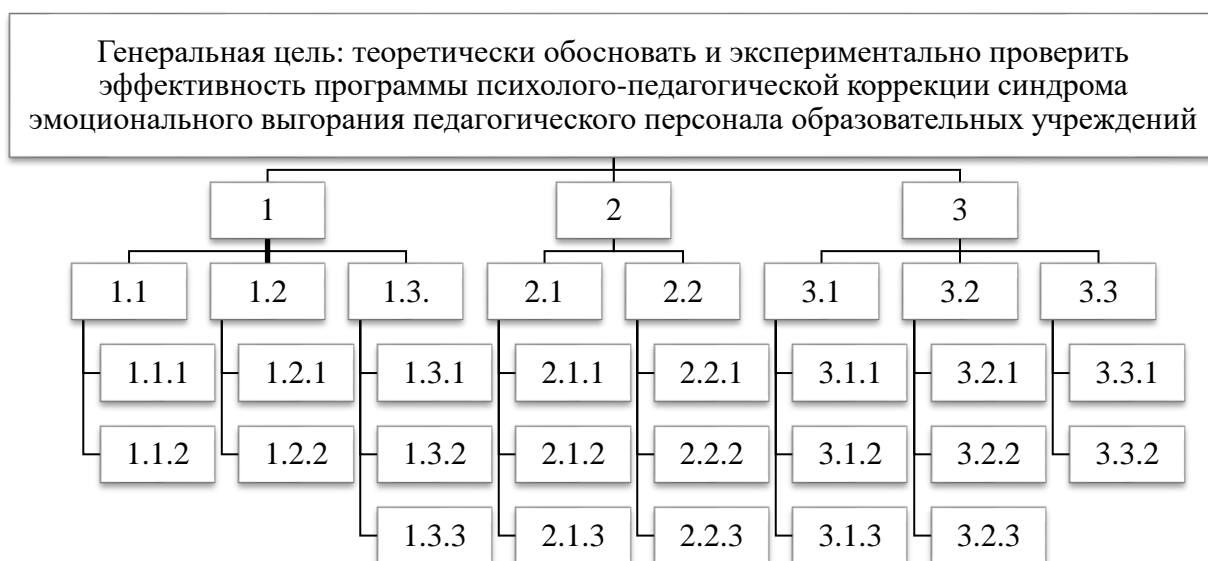 Генеральная цель: теоретически обосновать и экспериментально проверить
эффективность программы психолого-педагогической коррекции синдрома
эмоционального выгорания педагогического персонала образовательных учреждений
1 2 3
1.1 1.2 1.3. 2.1 2.2 3.1 3.2 3.3
1.1.1 1.2.1 1.3.1 2.1.1 2.2.1 3.1.1 3.2.1 3.3.1
1.1.2 1.2.2 1.3.2 2.1.2 2.2.2 3.1.2 3.2.2 3.3.2
1.3.3 2.1.3 2.2.3 3.1.3 3.2.3